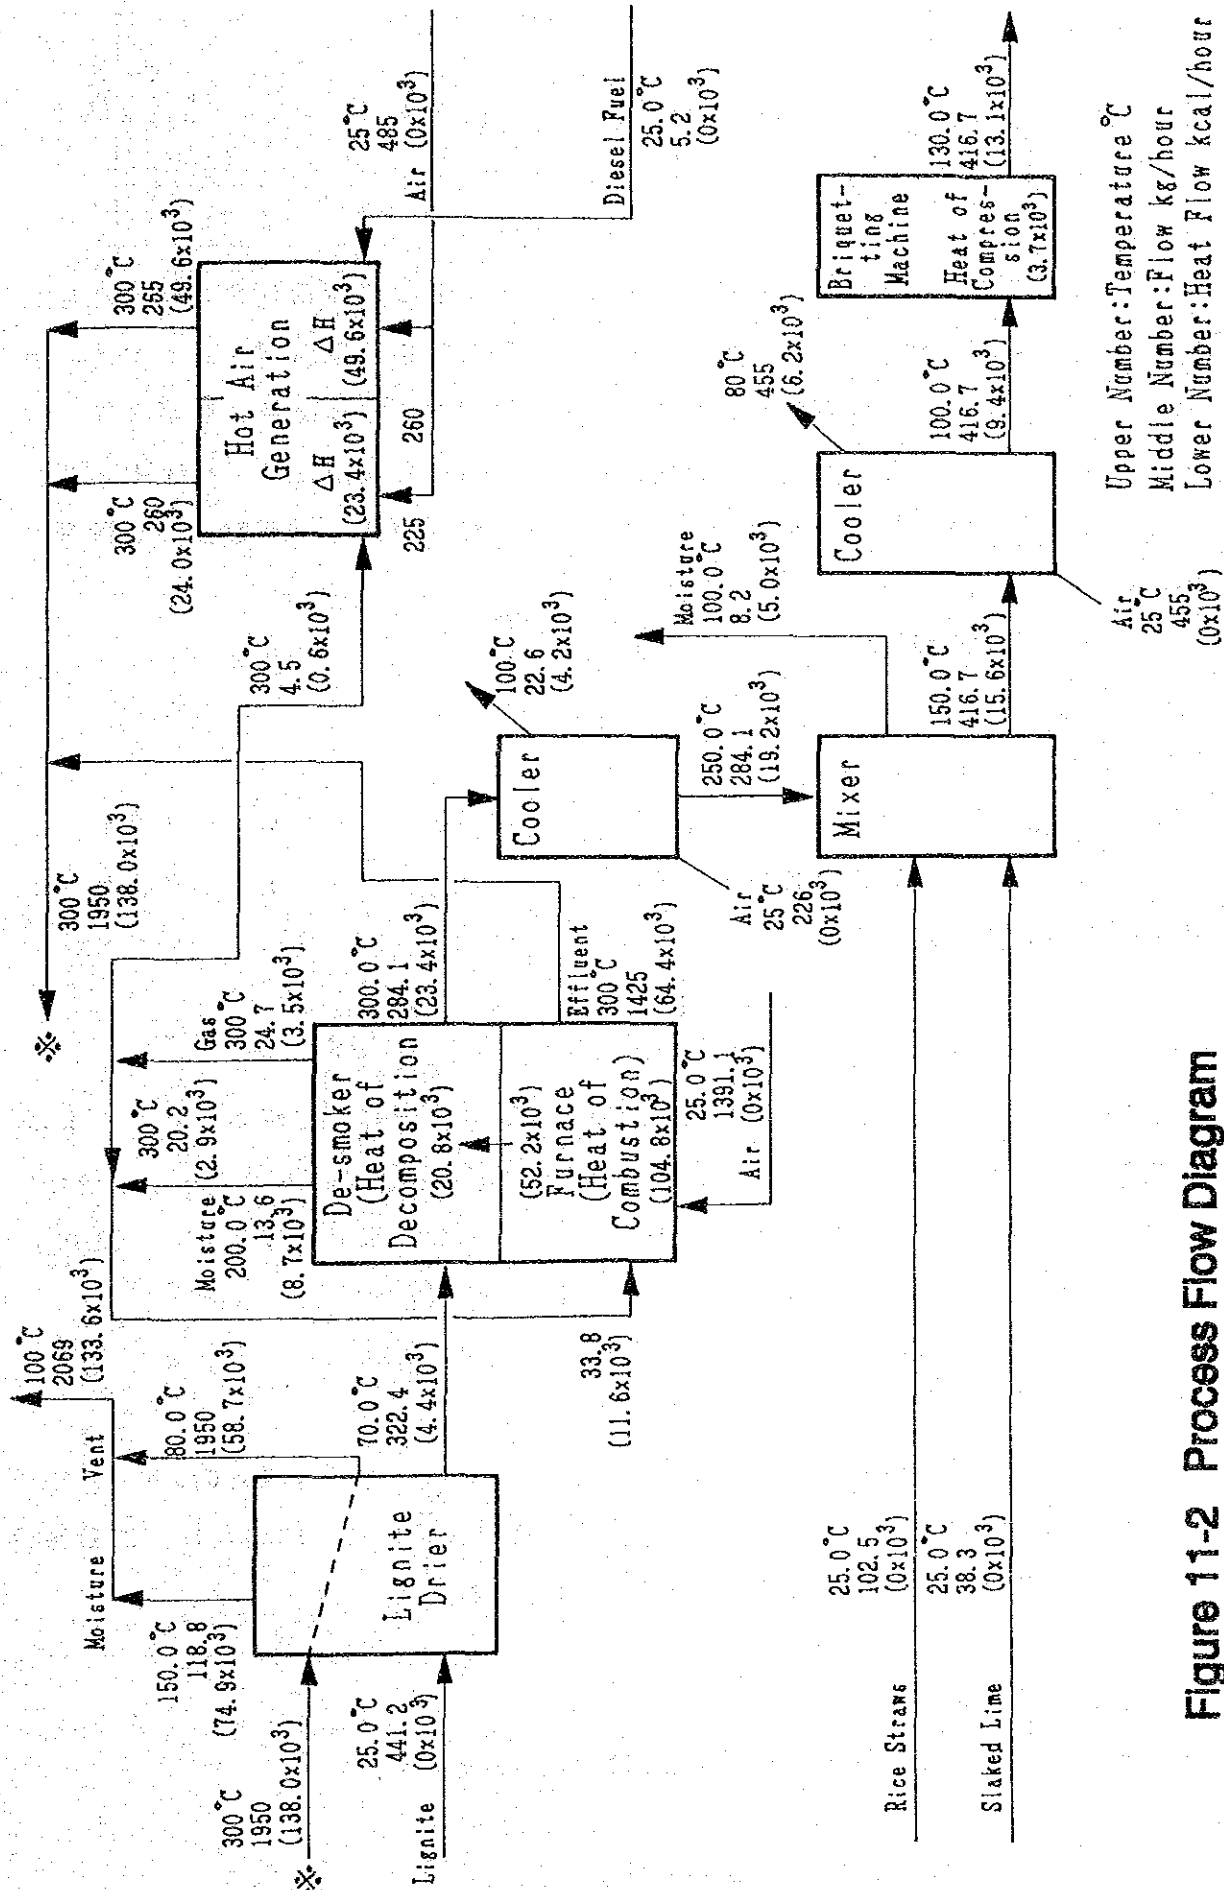 300°C
1950
(138.0x10³)
※
25.0°C
441.2
(0x10³)
Lignite
Lignite
Drier
Moisture
150.0°C
118.8
(74.9x10³)
Vent
100°C
2069
(133.6x10³)
80.0°C
1950
(58.7x10³)
70.0°C
322.4
(4.4x10³)
33.8
(11.6x10³)
Moisture
200.0°C
13.6
(8.7x10³)
300°C
20.2
(2.9x10³)
Gas
300°C
24.7
(3.5x10³)
De-smoker
(Heat of
Decomposition
(20.8x10³)
(52.2x10³)
Furnace
(Heat of
Combustion)
(104.8x10³)
Air
25.0°C
1391.1
(0x10³)
300.0°C
284.1
(23.4x10³)
Effluent
300°C
1425
(64.4x10³)
※
300°C
1950
(138.0x10³)
Cooler
100°C
22.6
(4.2x10³)
Air
25°C
226
(0x10³)
250.0°C
284.1
(19.2x10³)
300°C
4.5
(0.6x10³)
300°C
260
(24.0x10³)
300°C
265
(49.6x10³)
Hot Air
Generation
ΔH
(23.4x10³)
ΔH
(49.6x10³)
225
260
Air
25°C
485
(0x10³)
Diesel Fuel
25.0°C
5.2
(0x10³)
Rice Straws
25.0°C
102.5
(0x10³)
Slaked Lime
25.0°C
38.3
(0x10³)
Mixer
Moisture
100.0°C
8.2
(5.0x10³)
150.0°C
416.7
(15.6x10³)
Cooler
Air
25°C
455
(0x10³)
80°C
455
(6.2x10³)
100.0°C
416.7
(9.4x10³)
Briquet-
ting
Machine
Heat of
Compres-
sion
(3.7x10³)
130.0°C
416.7
(13.1x10³)
Upper Number:Temperature °C
Middle Number:Flow kg/hour
Lower Number:Heat Flow kcal/hour
Figure 11-2 Process Flow Diagram